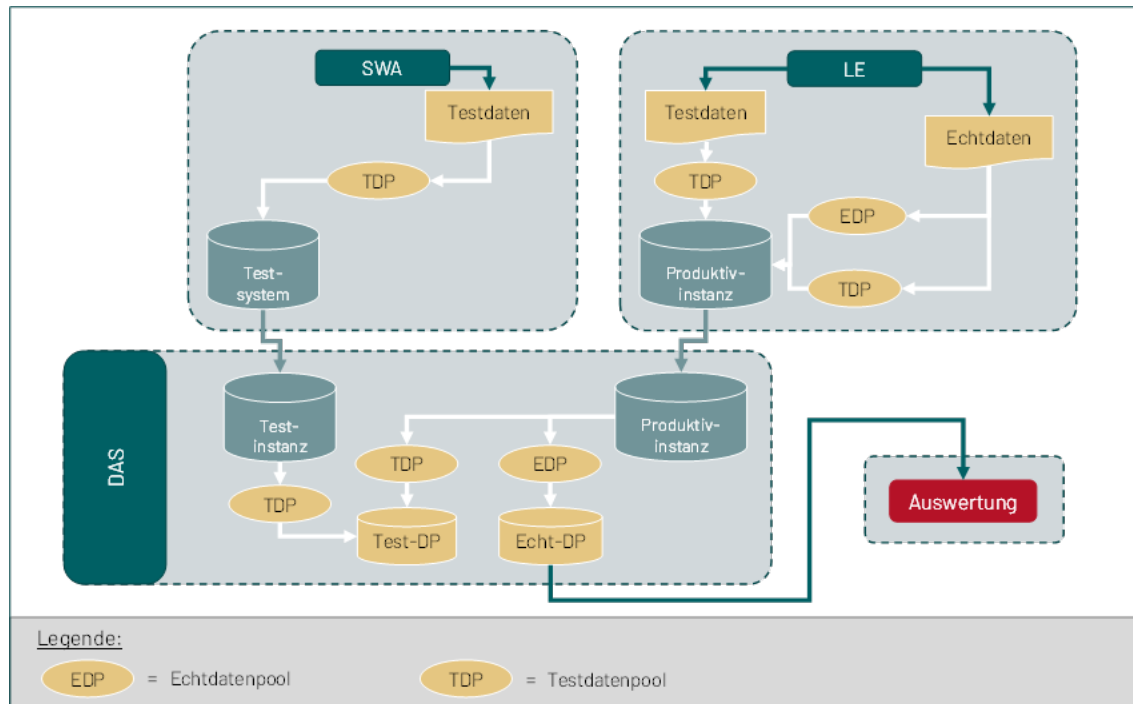 SWA
Testdaten
TDP
Test-
system
LE
Testdaten
Echtdaten
TDP
EDP
Produktiv-
instanz
TDP
DAS
Test-
instanz
TDP
TDP
EDP
Produktiv-
instanz
Test-DP
Echt-DP
Auswertung
Legende:
EDP = Echtdatenpool
TDP = Testdatenpool